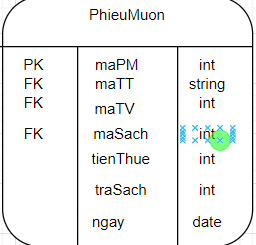 PhieuMuon
PK maPM int
FK maTT string
FK maTV int
FK maSach int
tienThue int
traSach int
ngay date